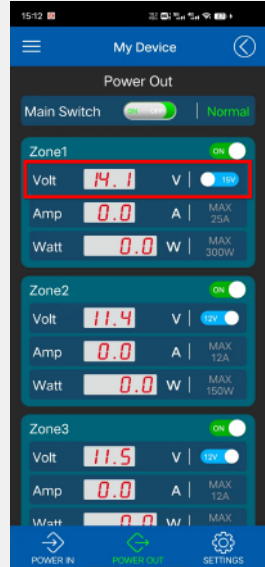 15:12
My Device
Power Out
Main Switch ON OFF | Normal
Zone1 ON
Volt 14.1 V | 15V
Amp 0.0 A | MAX 25A
Watt 0.0 W | MAX 300W
Zone2 ON
Volt 11.4 V | 12V
Amp 0.0 A | MAX 12A
Watt 0.0 W | MAX 150W
Zone3 ON
Volt 11.5 V | 12V
Amp 0.0 A | MAX 12A
Watt 0.0 W | MAX
POWER IN POWER OUT SETTINGS